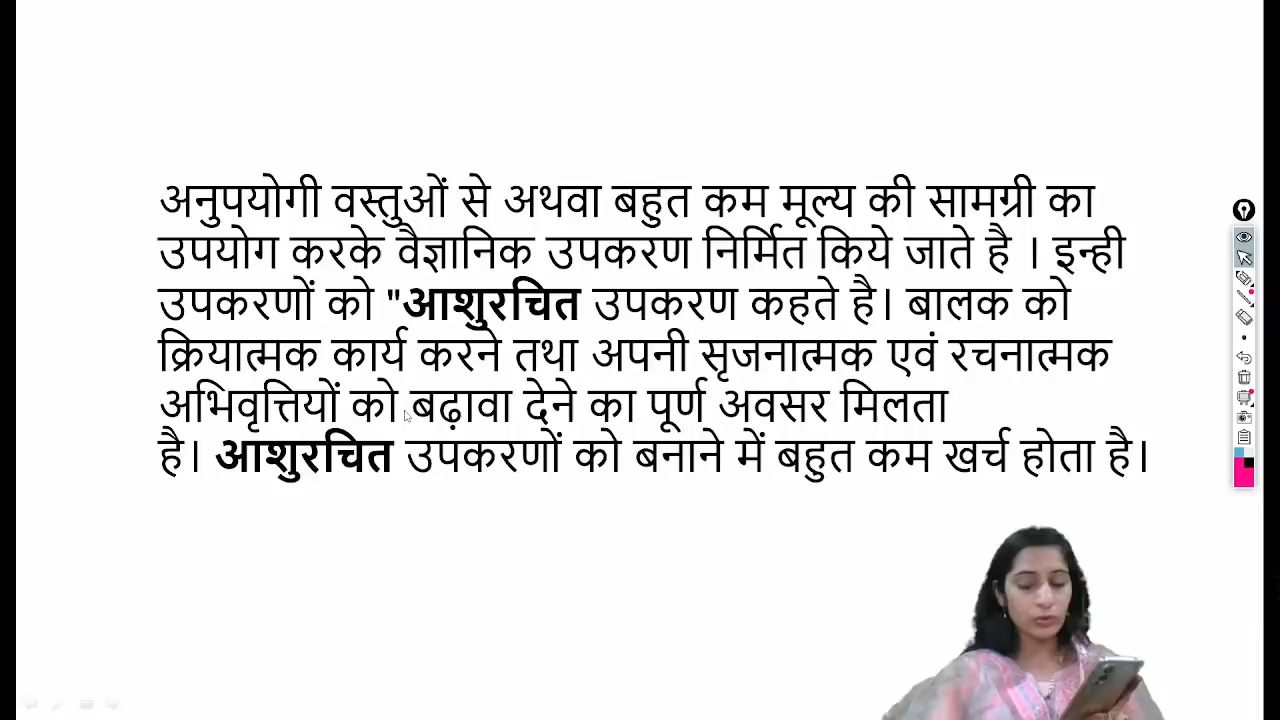 अनुपयोगी वस्तुओं से अथवा बहुत कम मूल्य की सामग्री का
उपयोग करके वैज्ञानिक उपकरण निर्मित किये जाते है । इन्ही
उपकरणों को "आशुरचित उपकरण कहते है। बालक को
क्रियात्मक कार्य करने तथा अपनी सृजनात्मक एवं रचनात्मक
अभिवृत्तियों को बढ़ावा देने का पूर्ण अवसर मिलता
है। आशुरचित उपकरणों को बनाने में बहुत कम खर्च होता है।